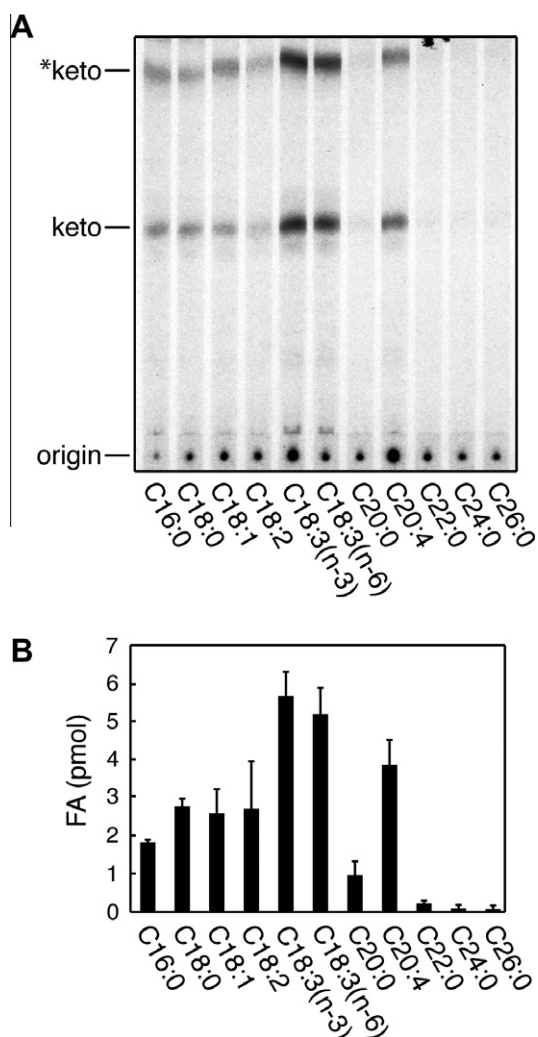 A
*keto
keto
origin
C16:0
C18:0
C18:1
C18:2
C18:3(n-3)
C18:3(n-6)
C20:0
C20:4
C22:0
C24:0
C26:0
B
FA (pmol)
7
6
5
4
3
2
1
0
C16:0
C18:0
C18:1
C18:2
C18:3(n-3)
C18:3(n-6)
C20:0
C20:4
C22:0
C24:0
C26:0